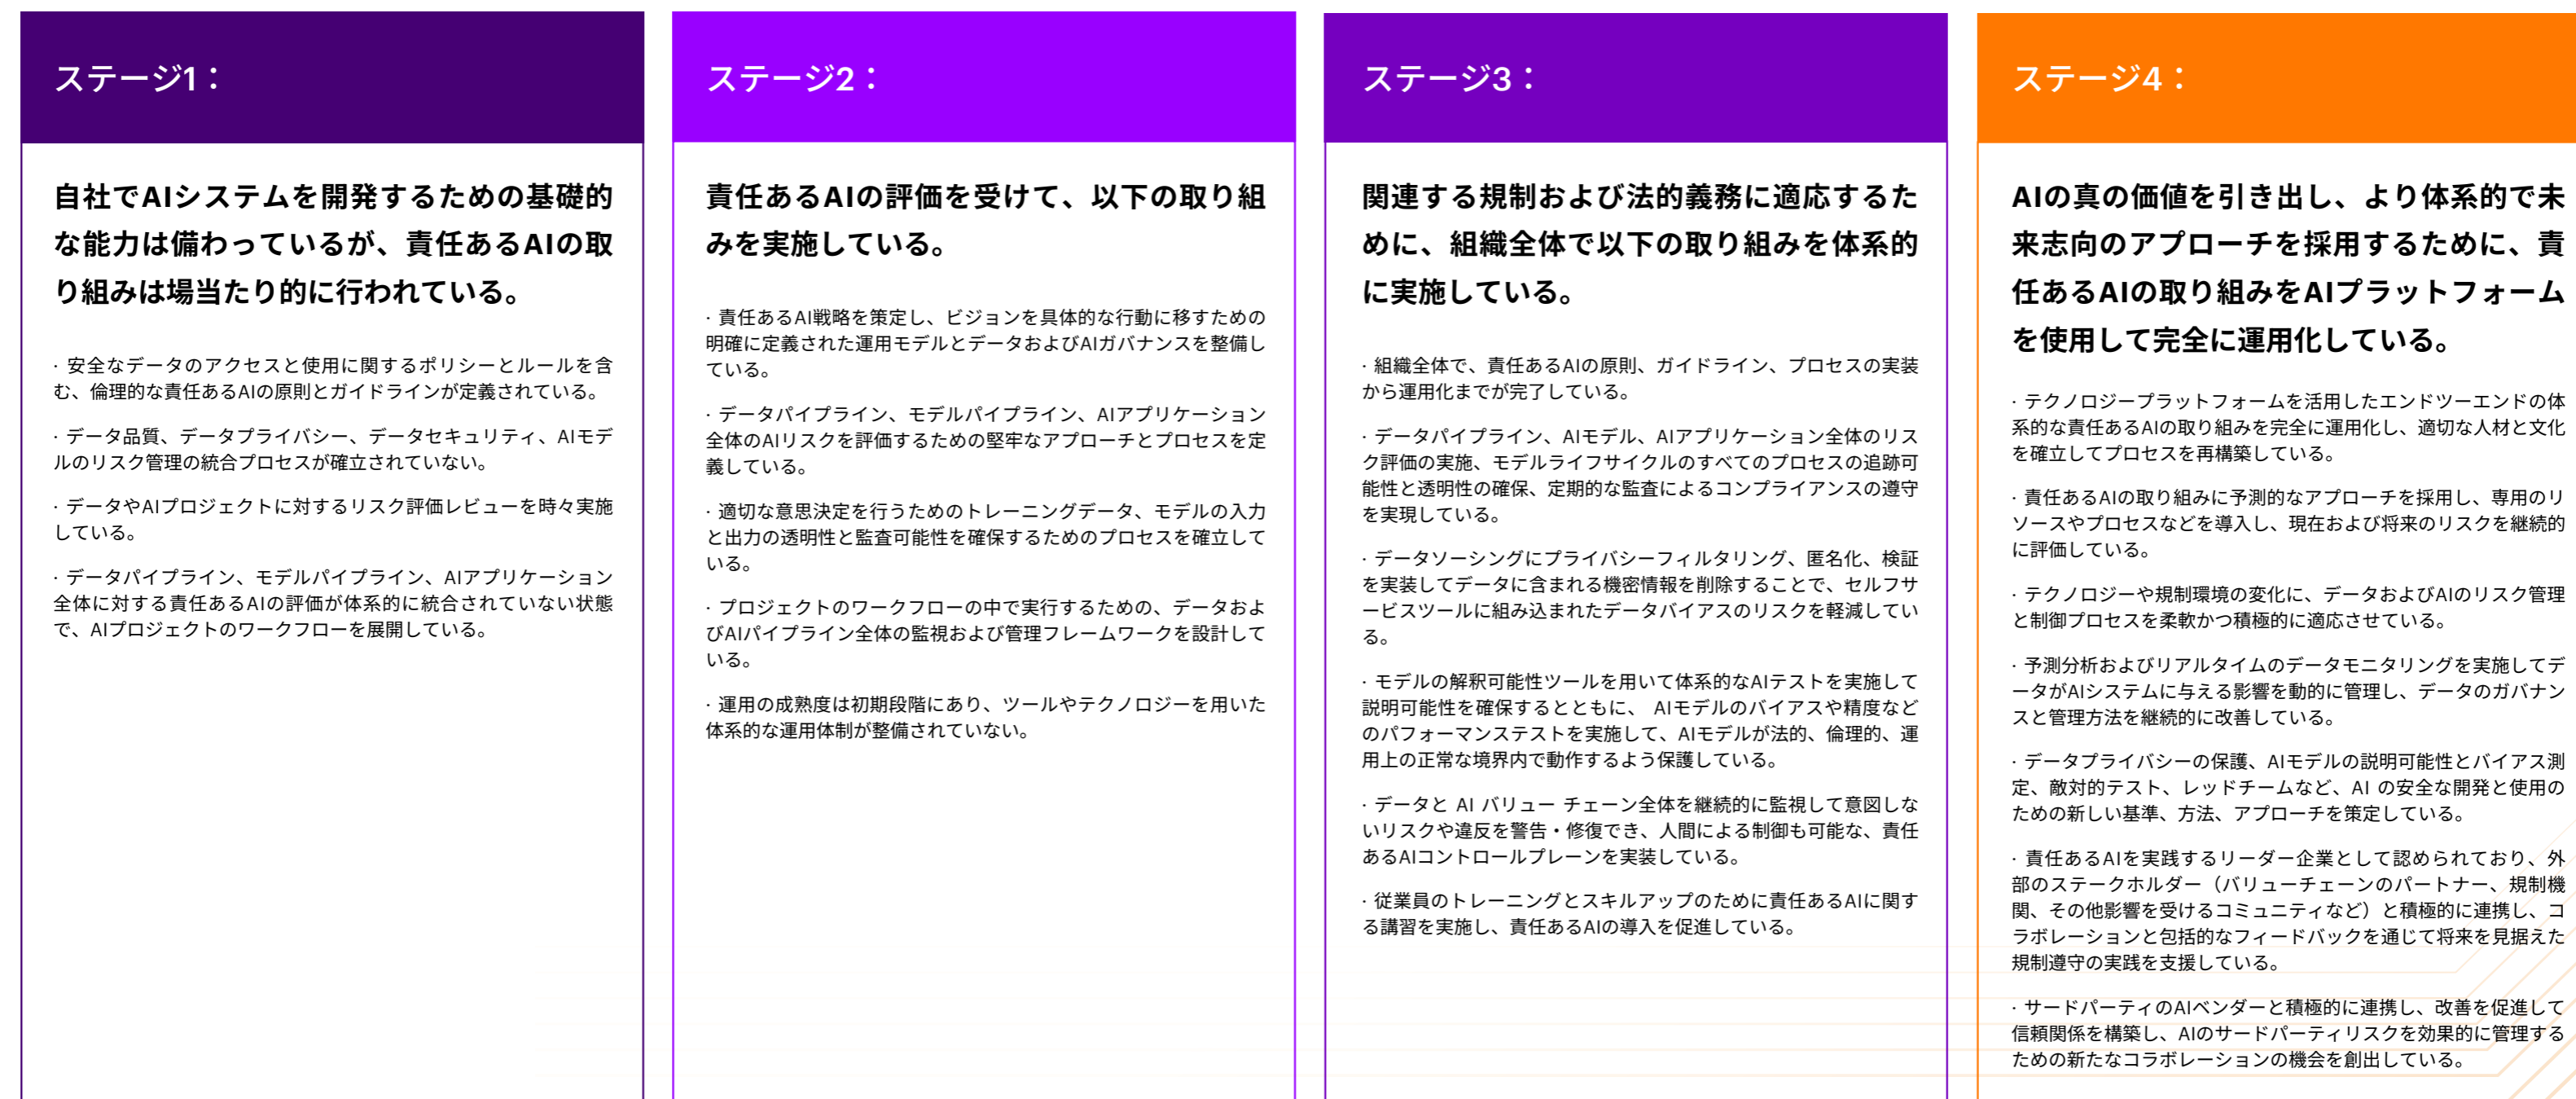 ステージ1：
自社でAIシステムを開発するための基礎的
な能力は備わっているが、責任あるAIの取
り組みは場当たり的に行われている。
· 安全なデータのアクセスと使用に関するポリシーとルールを含
む、倫理的な責任あるAIの原則とガイドラインが定義されている。
· データ品質、データプライバシー、データセキュリティ、AIモデ
ルのリスク管理の統合プロセスが確立されていない。
· データやAIプロジェクトに対するリスク評価レビューを時々実施
している。
· データパイプライン、モデルパイプライン、AIアプリケーション
全体に対する責任あるAIの評価が体系的に統合されていない状態
で、AIプロジェクトのワークフローを展開している。
ステージ2：
責任あるAIの評価を受けて、以下の取り組
みを実施している。
· 責任あるAI戦略を策定し、ビジョンを具体的な行動に移すための
明確に定義された運用モデルとデータおよびAIガバナンスを整備し
ている。
· データパイプライン、モデルパイプライン、AIアプリケーション
全体のAIリスクを評価するための堅牢なアプローチとプロセスを定
義している。
· 適切な意思決定を行うためのトレーニングデータ、モデルの入力
と出力の透明性と監査可能性を確保するためのプロセスを確立して
いる。
· プロジェクトのワークフローの中で実行するための、データおよ
びAIパイプライン全体の監視および管理フレームワークを設計して
いる。
· 運用の成熟度は初期段階にあり、ツールやテクノロジーを用いた
体系的な運用体制が整備されていない。
ステージ3：
関連する規制および法的義務に適応するた
めに、組織全体で以下の取り組みを体系的
に実施している。
· 組織全体で、責任あるAIの原則、ガイドライン、プロセスの実装
から運用化までが完了している。
· データパイプライン、AIモデル、AIアプリケーション全体のリス
ク評価の実施、モデルライフサイクルのすべてのプロセスの追跡可
能性と透明性の確保、定期的な監査によるコンプライアンスの遵守
を実現している。
· データソーシングにプライバシーフィルタリング、匿名化、検証
を実装してデータに含まれる機密情報を削除することで、セルフサ
ービスツールに組み込まれたデータバイアスのリスクを軽減してい
る。
· モデルの解釈可能性ツールを用いて体系的なAIテストを実施して
説明可能性を確保するとともに、 AIモデルのバイアスや精度など
のパフォーマンステストを実施して、AIモデルが法的、倫理的、運
用上の正常な境界内で動作するよう保護している。
· データと AI バリュー チェーン全体を継続的に監視して意図しな
いリスクや違反を警告・修復でき、人間による制御も可能な、責任
あるAIコントロールプレーンを実装している。
· 従業員のトレーニングとスキルアップのために責任あるAIに関す
る講習を実施し、責任あるAIの導入を促進している。
ステージ4：
AIの真の価値を引き出し、より体系的で未
来志向のアプローチを採用するために、責
任あるAIの取り組みをAIプラットフォーム
を使用して完全に運用化している。
· テクノロジープラットフォームを活用したエンドツーエンドの体
系的な責任あるAIの取り組みを完全に運用化し、適切な人材と文化
を確立してプロセスを再構築している。
· 責任あるAIの取り組みに予測的なアプローチを採用し、専用のリ
ソースやプロセスなどを導入し、現在および将来のリスクを継続的
に評価している。
· テクノロジーや規制環境の変化に、データおよびAIのリスク管理
と制御プロセスを柔軟かつ積極的に適応させている。
· 予測分析およびリアルタイムのデータモニタリングを実施してデ
ータがAIシステムに与える影響を動的に管理し、データのガバナン
スと管理方法を継続的に改善している。
· データプライバシーの保護、AIモデルの説明可能性とバイアス測
定、敵対的テスト、レッドチームなど、AI の安全な開発と使用の
ための新しい基準、方法、アプローチを策定している。
· 責任あるAIを実践するリーダー企業として認められており、外
部のステークホルダー（バリューチェーンのパートナー、規制機
関、その他影響を受けるコミュニティなど）と積極的に連携し、コ
ラボレーションと包括的なフィードバックを通じて将来を見据えた
規制遵守の実践を支援している。
· サードパーティのAIベンダーと積極的に連携し、改善を促進して
信頼関係を構築し、AIのサードパーティリスクを効果的に管理する
ための新たなコラボレーションの機会を創出している。